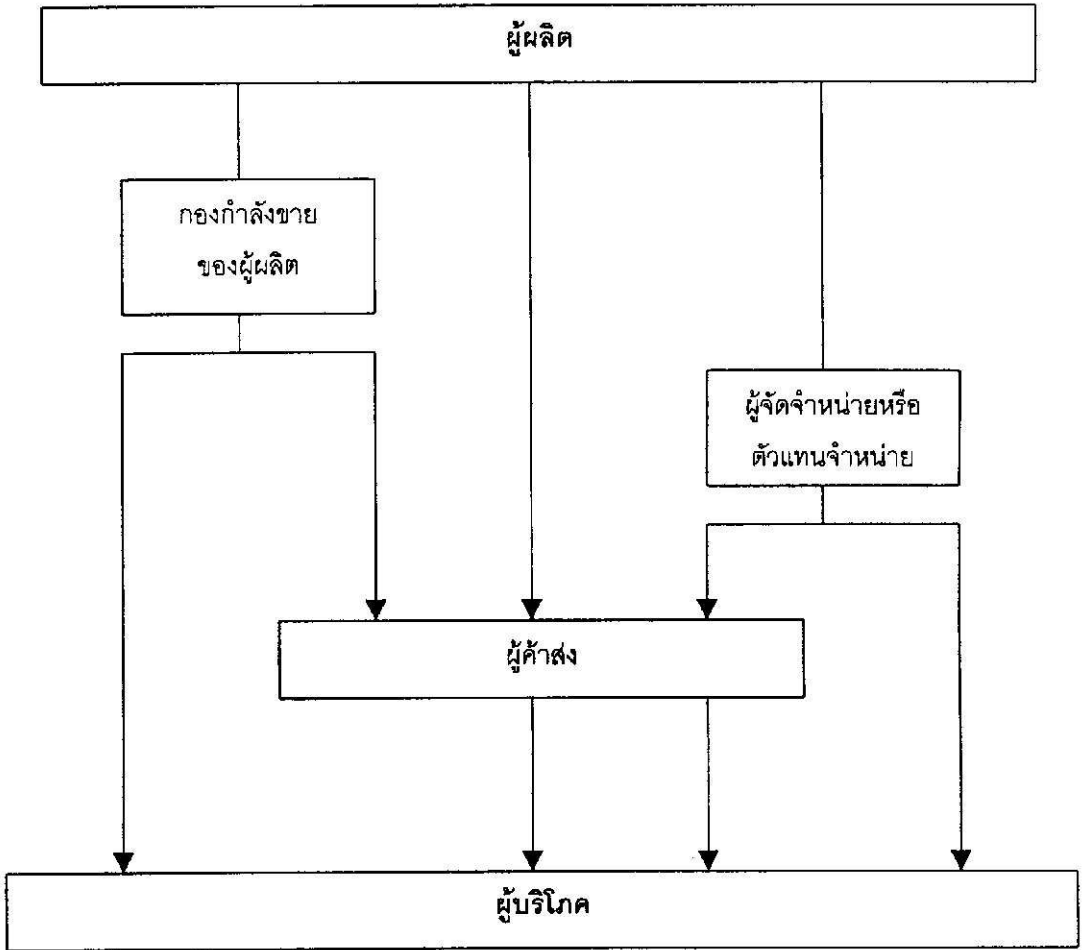 ผู้ผลิต
กองกำลังขาย
ของผู้ผลิต
ผู้จัดจำหน่ายหรือ
ตัวแทนจำหน่าย
ผู้ค้าส่ง
ผู้บริโภค